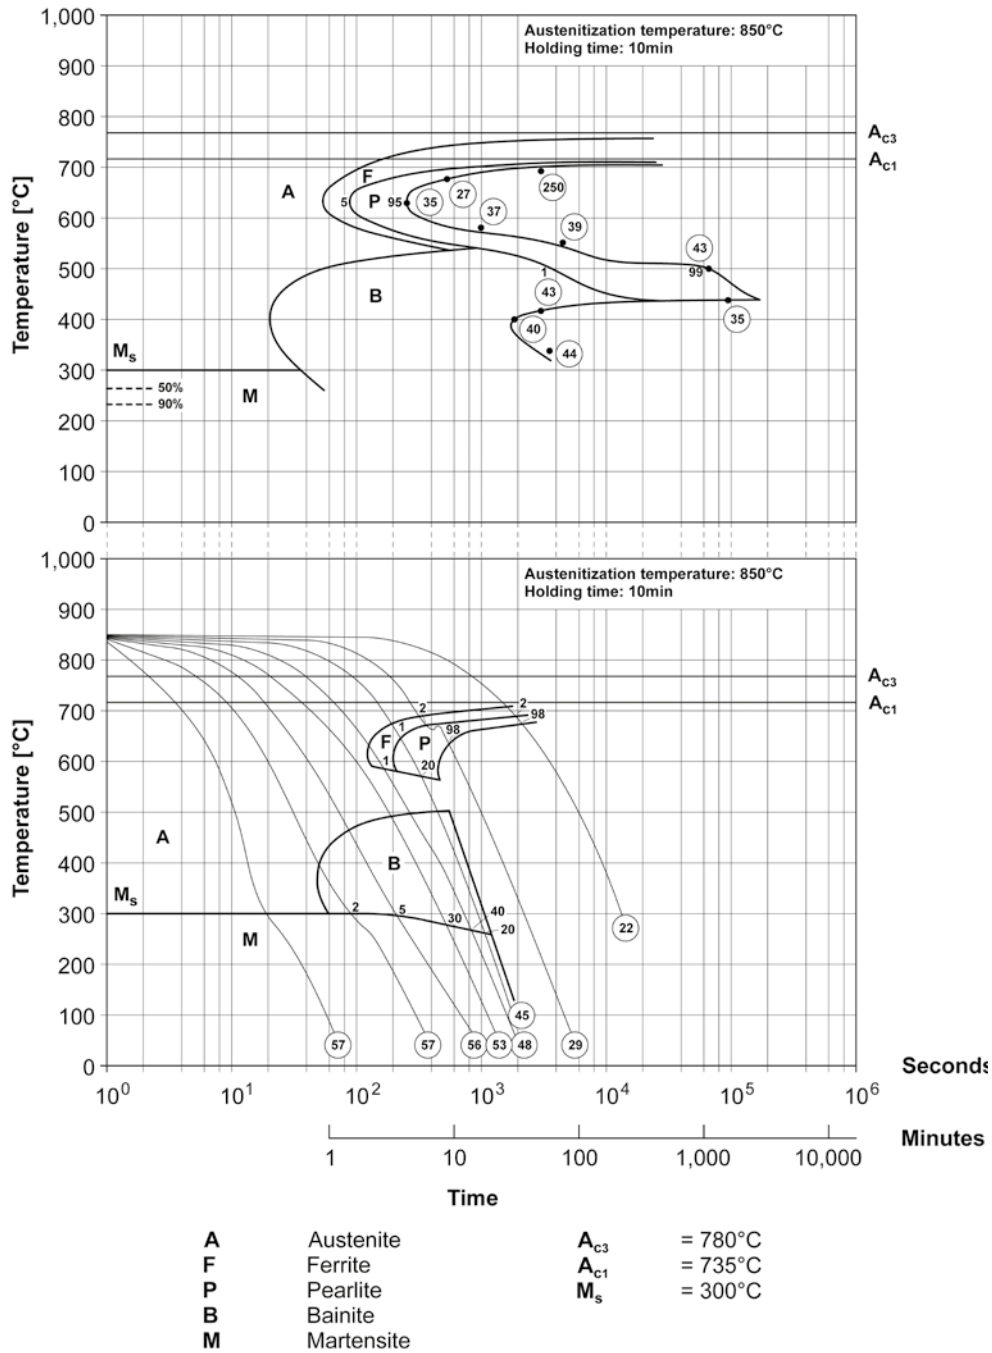 1,000
Austenitization temperature: 850°C
Holding time: 10min
900
800
Ac3
700
Ac1
F
A
27
250
5
P
95
35
37
600
39
Temperature [°C]
43
500
1
99
B
43
400
40
35
Ms
44
300
50%
M
90%
200
100
0
1,000
Austenitization temperature: 850°C
Holding time: 10min
900
800
Ac3
700
2
2
Ac1
1
98
98
F
P
600
1
20
Temperature [°C]
500
A
B
400
Ms
2
5
40
300
30
20
22
M
200
100
45
57
57
56
53
48
29
0
Seconds
10^0
10^1
10^2
10^3
10^4
10^5
10^6
1
10
100
1,000
10,000
Minutes
Time
A Austenite Ac3 = 780°C
F Ferrite Ac1 = 735°C
P Pearlite Ms = 300°C
B Bainite
M Martensite